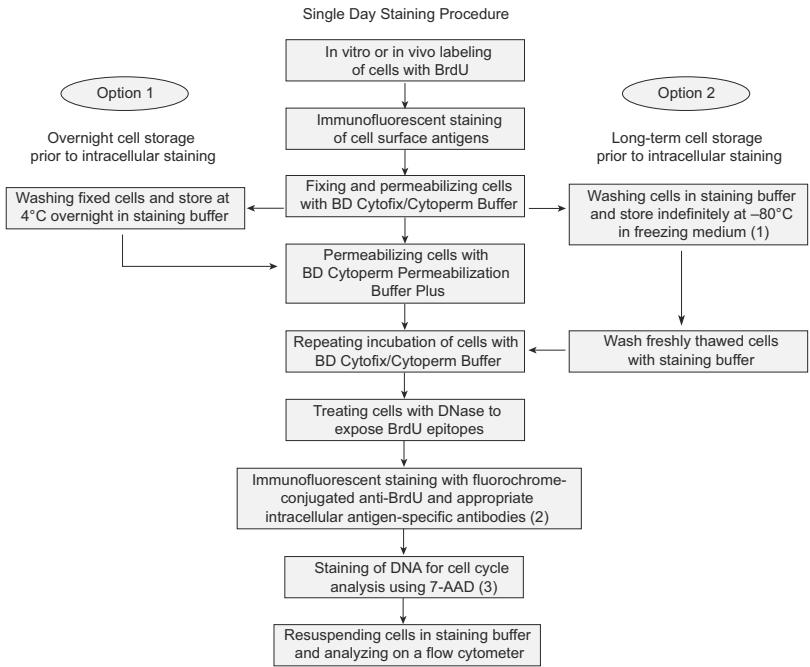 Single Day Staining Procedure
In vitro or in vivo labeling
of cells with BrdU
Option 1
Option 2
Immunofluorescent staining
of cell surface antigens
Overnight cell storage
prior to intracellular staining
Long-term cell storage
prior to intracellular staining
Fixing and permeabilizing cells
with BD Cytofix/Cytoperm Buffer
Washing fixed cells and store at
4°C overnight in staining buffer
Washing cells in staining buffer
and store indefinitely at –80°C
in freezing medium (1)
Permeabilizing cells with
BD Cytoperm Permeabilization
Buffer Plus
Repeating incubation of cells with
BD Cytofix/Cytoperm Buffer
Wash freshly thawed cells
with staining buffer
Treating cells with DNase to
expose BrdU epitopes
Immunofluorescent staining with fluorochrome-
conjugated anti-BrdU and appropriate
intracellular antigen-specific antibodies (2)
Staining of DNA for cell cycle
analysis using 7-AAD (3)
Resuspending cells in staining buffer
and analyzing on a flow cytometer